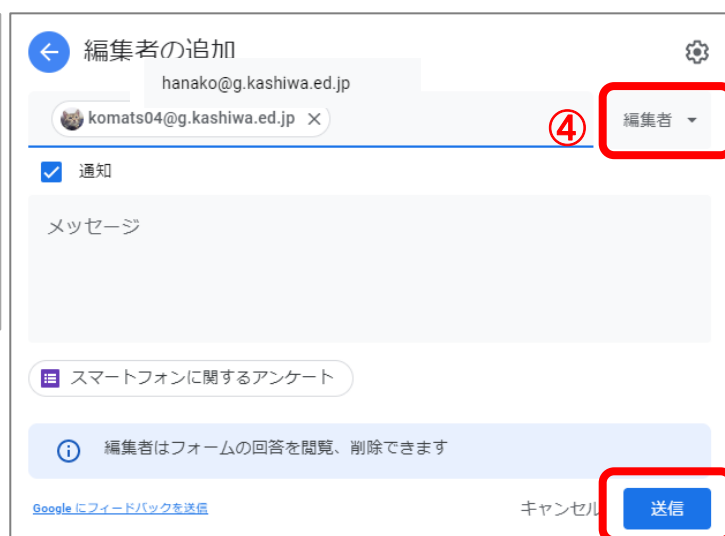 編集者の追加
hanako@g.kashiwa.ed.jp
komats04@g.kashiwa.ed.jp ×
④
編集者
通知
メッセージ
スマートフォンに関するアンケート
編集者はフォームの回答を閲覧、削除できます
Google にフィードバックを送信
キャンセル
送信